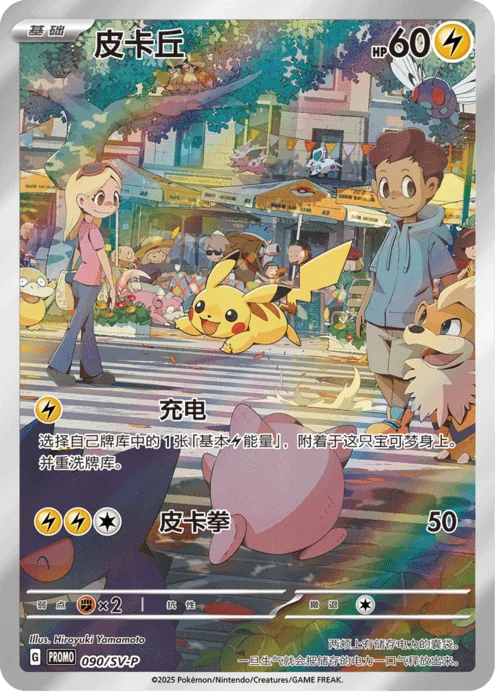 基础
皮卡丘
HP60
充电
选择自己牌库中的1张「基本⚡能量」，附着于这只宝可梦身上。
并重洗牌库。
皮卡拳 50
弱点 ×2 抗性 撤退
Illus. Hiroyuki Yamamoto
G PROMO 090/SV-P
两颊上有储存电力的囊袋。
一旦生气就会把储存的电力一口气释放出来。
©2025 Pokémon/Nintendo/Creatures/GAME FREAK.